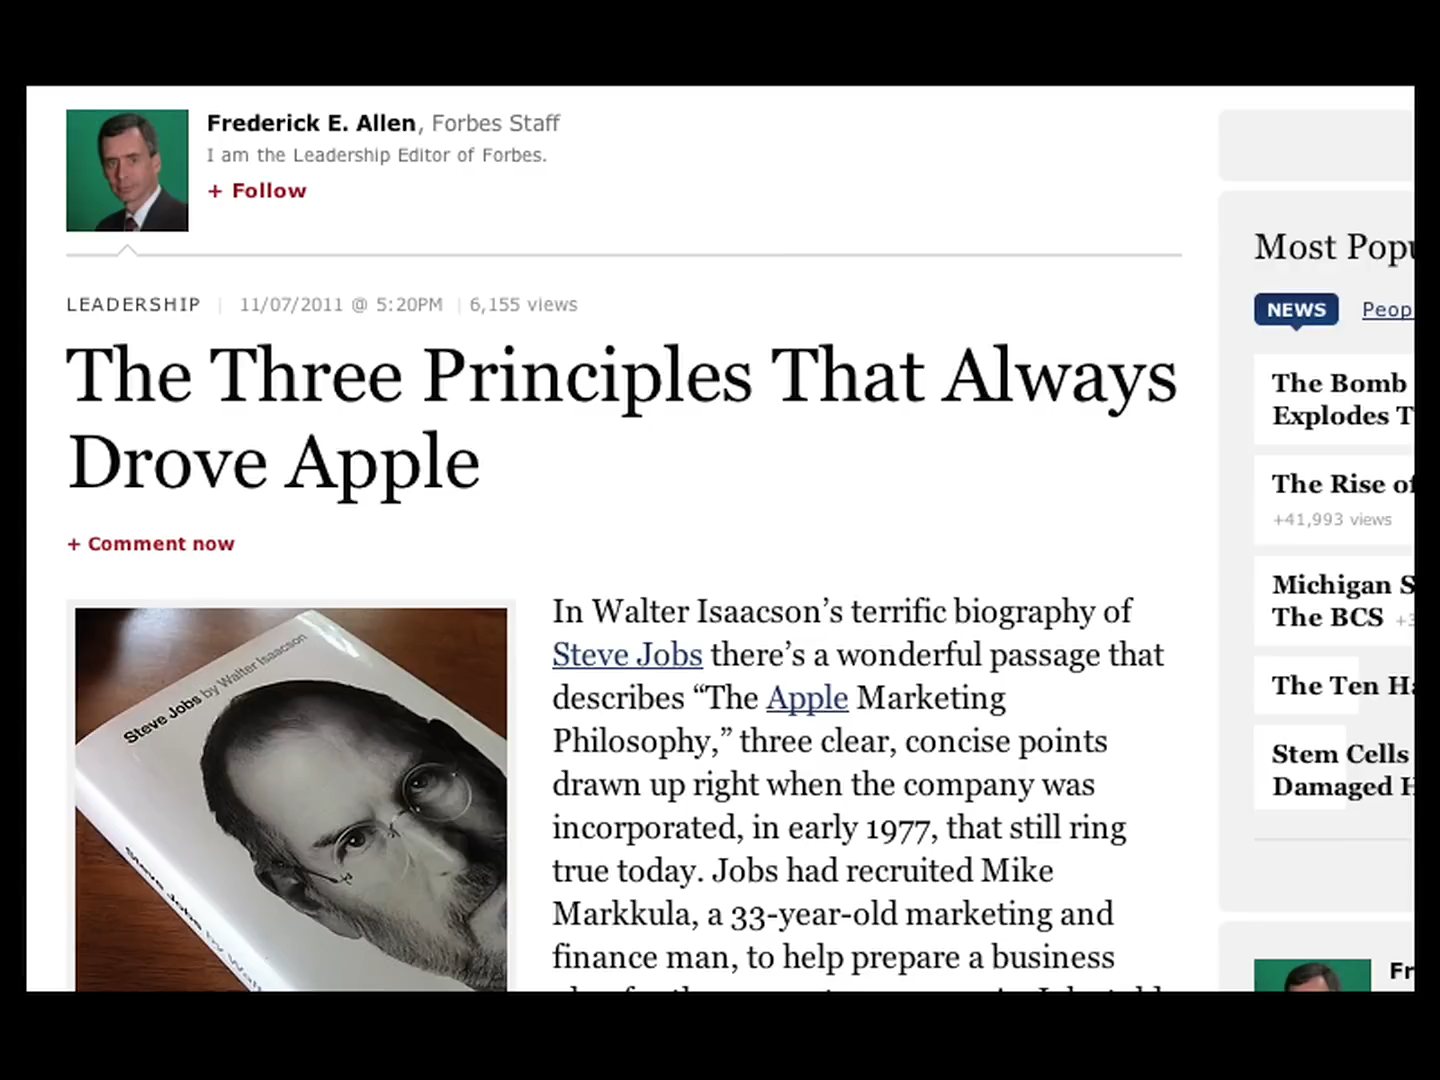 Frederick E. Allen, Forbes Staff
I am the Leadership Editor of Forbes.
+ Follow
LEADERSHIP | 11/07/2011 @ 5:20PM | 6,155 views
The Three Principles That Always
Drove Apple
+ Comment now
Steve Jobs by Walter Isaacson
Steve Jobs
In Walter Isaacson’s terrific biography of
Steve Jobs there’s a wonderful passage that
describes “The Apple Marketing
Philosophy,” three clear, concise points
drawn up right when the company was
incorporated, in early 1977, that still ring
true today. Jobs had recruited Mike
Markkula, a 33-year-old marketing and
finance man, to help prepare a business
Most
NEWS
The Bomb
Explodes
The Rise of
+41,993 views
Michigan
The BCS
The Ten
Stem Cells
Damaged